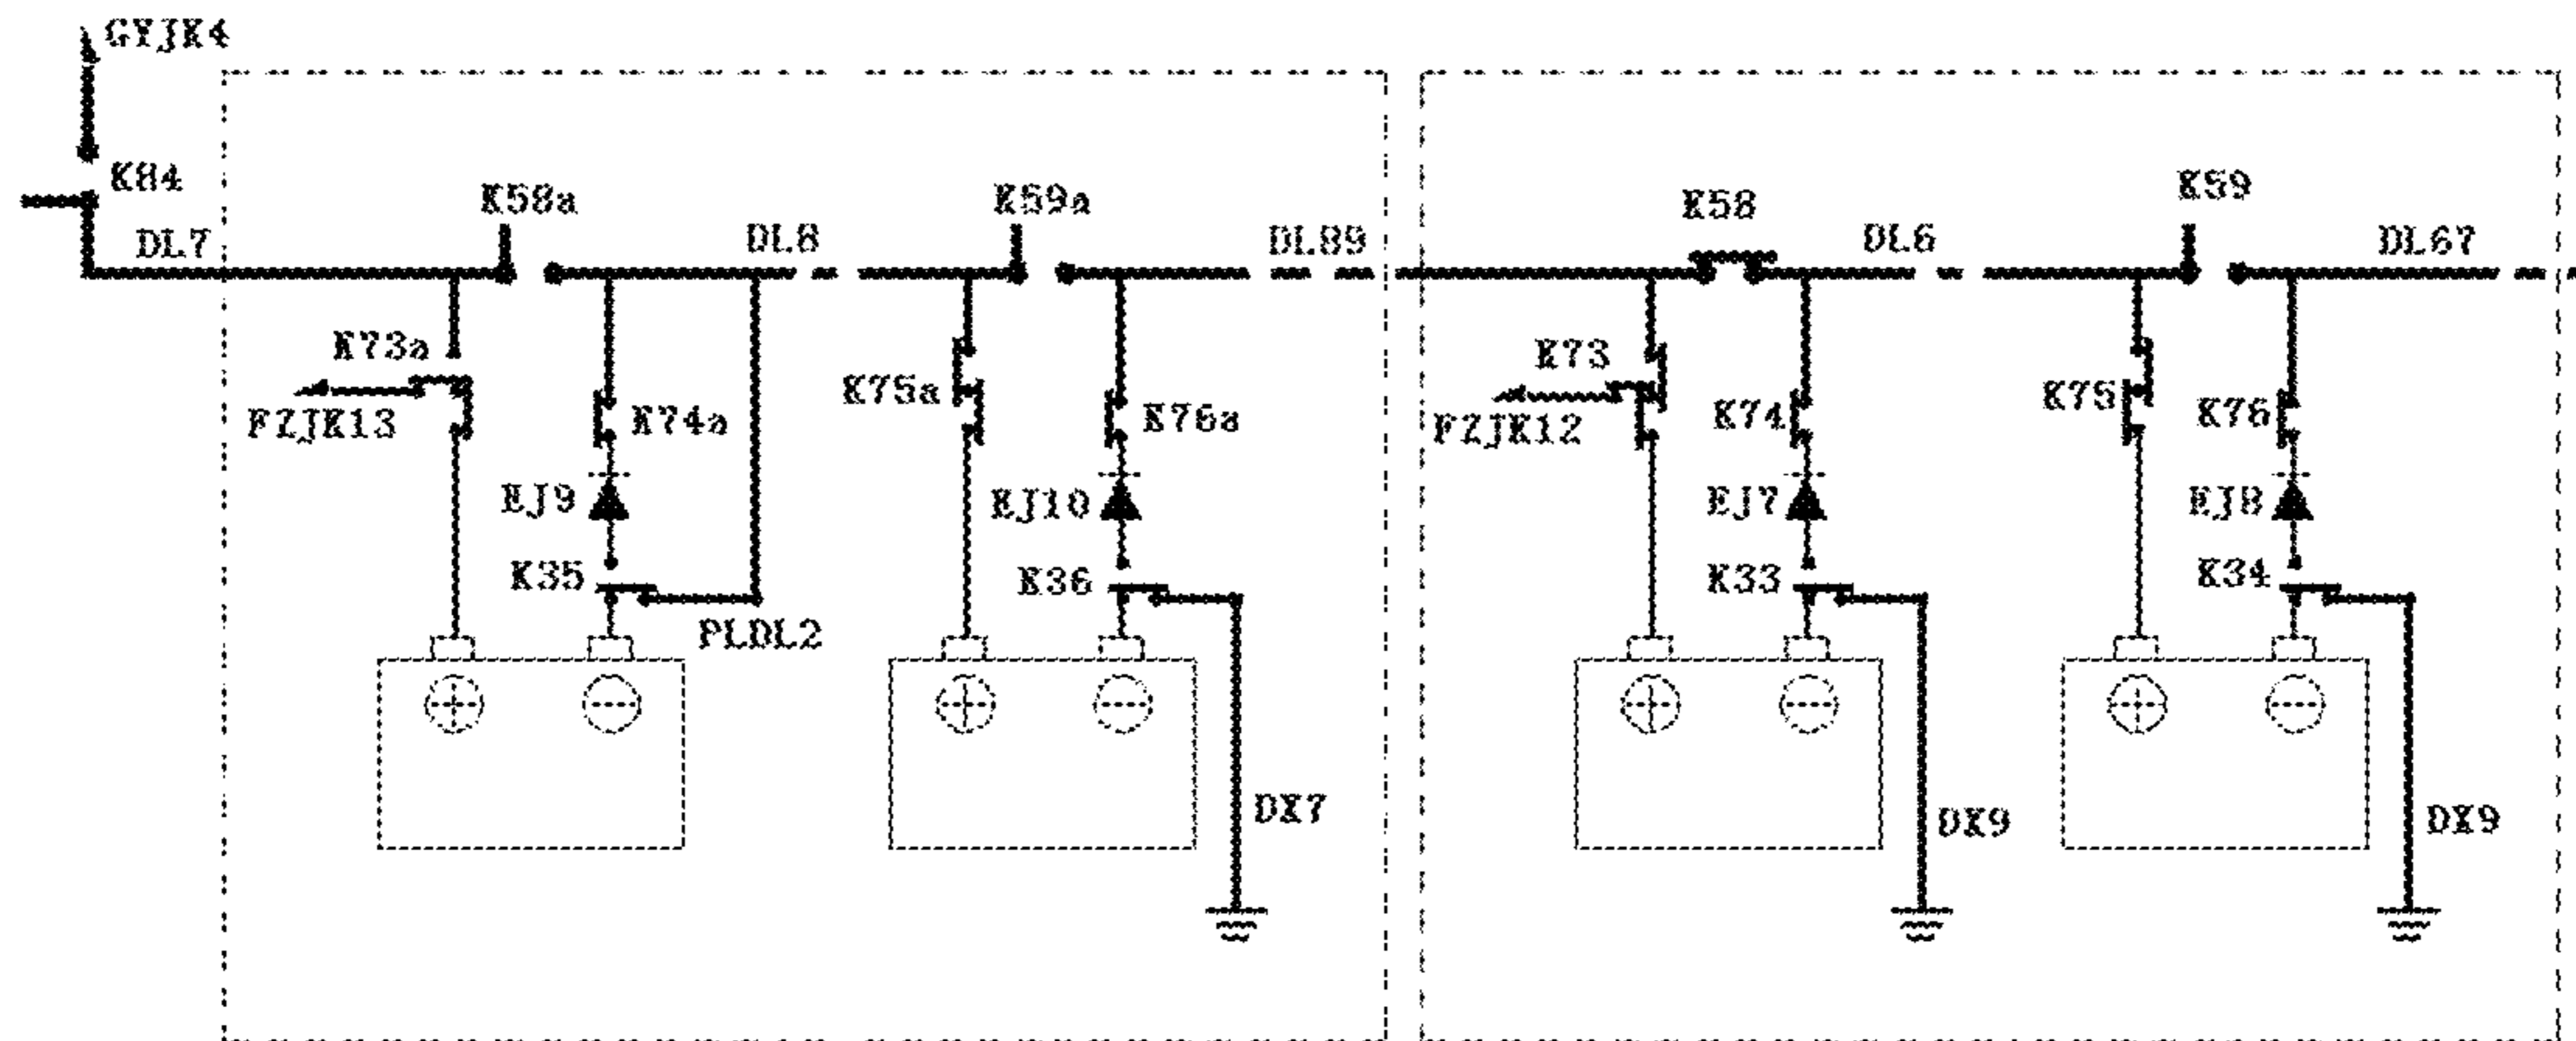 GYJK4
K84
DL7
K58a
DL8
K59a
DL89
K58
DL6
K59
DL67
K73a
FZJK13
K74a
K75a
K76a
K73
FZJK12
K74
K75
K76
EJ9
EJ10
EJ7
EJ8
K35
PLDL2
K36
K33
K34
DX7
DX9
DX9